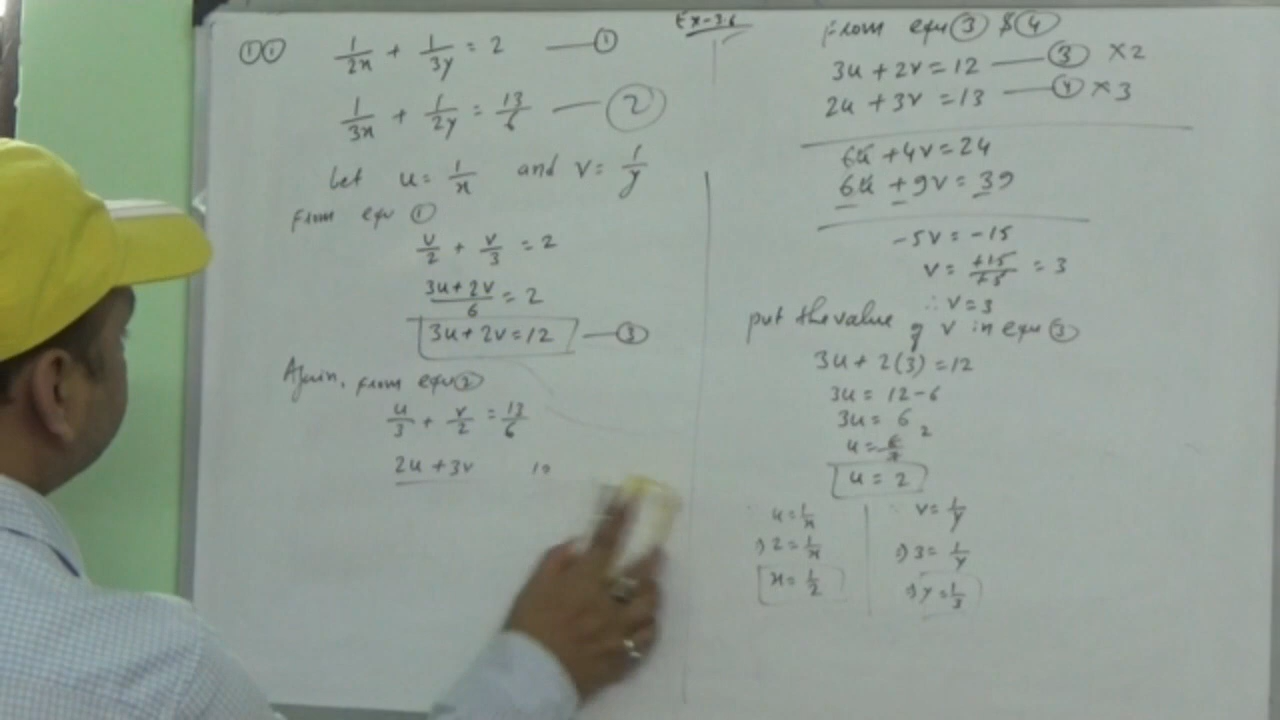 Ex-3.6
(1) 1/2x + 1/3y = 2 — ①
1/3x + 1/2y = 13/6 — ②
Let u = 1/x and v = 1/y
From equ ①
u/2 + v/3 = 2
3u+2v/6 = 2
3u+2v=12 — ③
Again, from equ ②
u/3 + v/2 = 13/6
2u+3v
From equ ③ & ④
3u+2v=12 — ③ ×2
2u+3v=13 — ④ ×3
6u+4v=24
6u+9v=39
-5v=-15
v = +15/+5 = 3
∴ v=3
put the value of v in equ ③
3u+2(3)=12
3u=12-6
3u=6
u=6/3 2
u=2
∵ u=1/x
⇒ 2=1/x
x=1/2
∵ v=1/y
⇒ 3=1/y
⇒ y=1/3